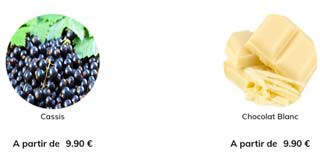 Cassis
Chocolat Blanc
A partir de 9.90 €
A partir de 9.90 €